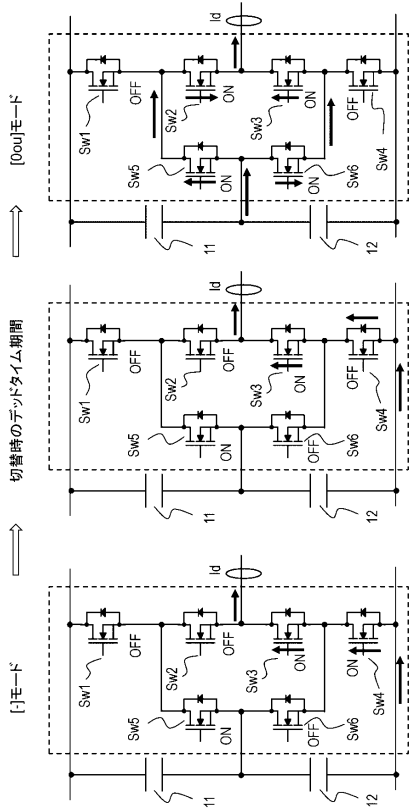 [-]モード
切替時のデッドタイム期間
[0ou]モード
Sw1
OFF
Sw5
ON
Sw2
OFF
Id
11
Sw3
ON
Sw6
OFF
12
Sw4
ON
Sw1
OFF
Sw5
ON
Sw2
OFF
Id
11
Sw3
ON
Sw6
OFF
12
Sw4
OFF
Sw1
OFF
Sw5
ON
Sw2
ON
Id
11
Sw3
ON
Sw6
ON
12
Sw4
OFF